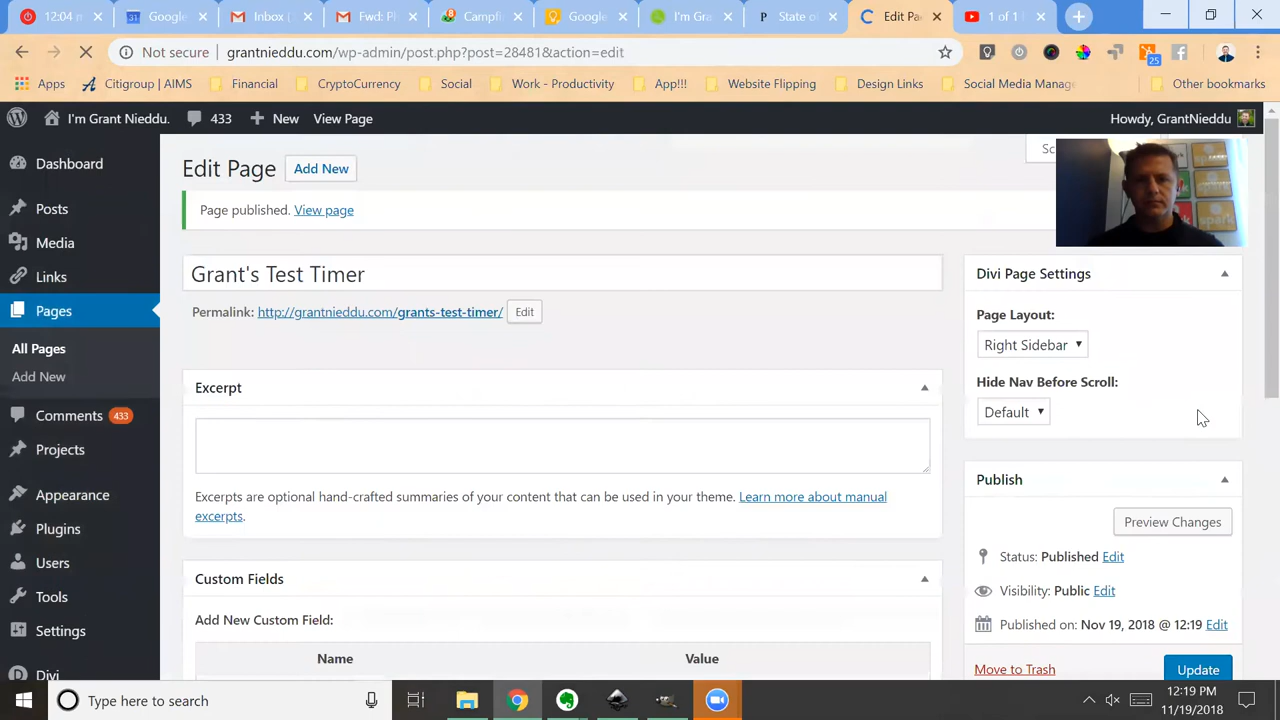 12:04 m
Google
Inbox (
Fwd: Pl
Campfl
Google
I'm Gra
State o
Edit Pa
1 of 1
Not secure grantnieddu.com/wp-admin/post.php?post=28481&action=edit
25
Apps
Citigroup | AIMS
Financial
CryptoCurrency
Social
Work - Productivity
App!!!
Website Flipping
Design Links
Social Media Manag
Other bookmarks
I'm Grant Nieddu.
433
New
View Page
Howdy, GrantNieddu
Dashboard
Posts
Media
Links
Pages
All Pages
Add New
Comments 433
Projects
Appearance
Plugins
Users
Tools
Settings
Divi
Edit Page Add New
Sc
Page published. View page
Grant's Test Timer
Permalink: http://grantnieddu.com/grants-test-timer/ Edit
Excerpt
Excerpts are optional hand-crafted summaries of your content that can be used in your theme. Learn more about manual
excerpts.
Custom Fields
Add New Custom Field:
Name Value
spark
Divi Page Settings
Page Layout:
Right Sidebar
Hide Nav Before Scroll:
Default
Publish
Preview Changes
Status: Published Edit
Visibility: Public Edit
Published on: Nov 19, 2018 @ 12:19 Edit
Move to Trash Update
Type here to search
12:19 PM
11/19/2018